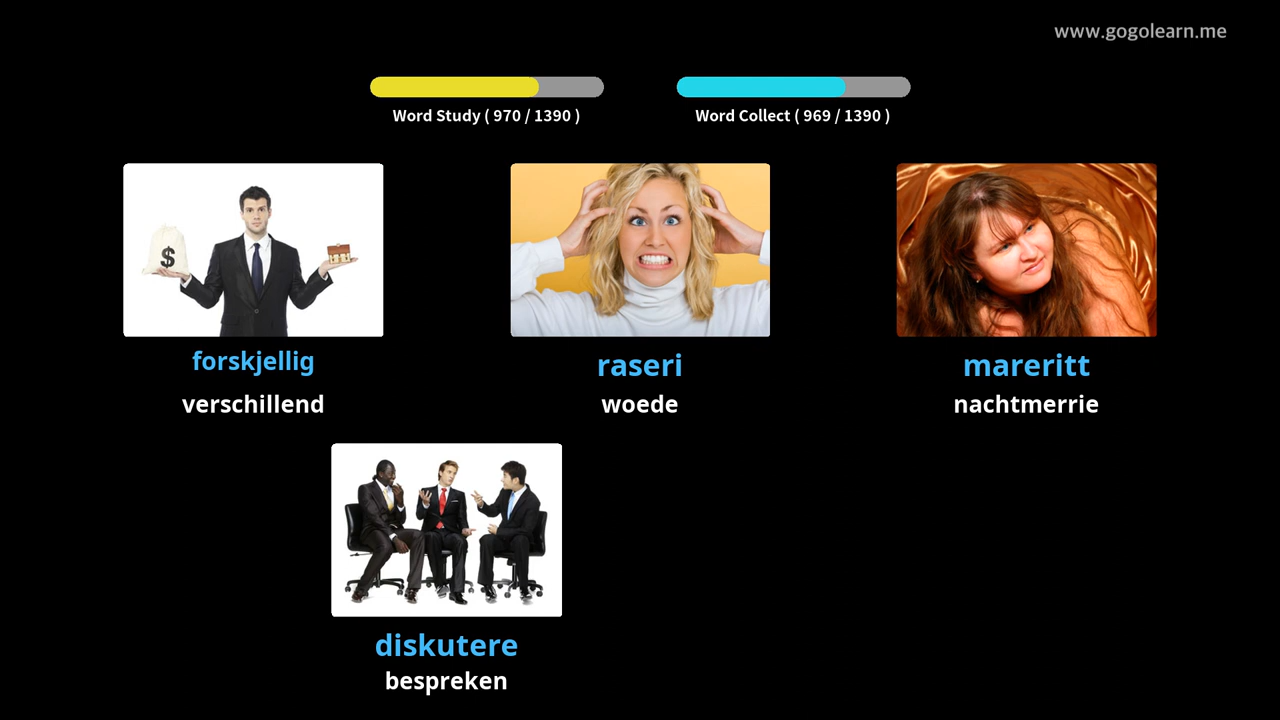 www.gogolearn.me
Word Study ( 970 / 1390 )
Word Collect ( 969 / 1390 )
$
forskjellig
verschillend
raseri
woede
mareritt
nachtmerrie
diskutere
bespreken